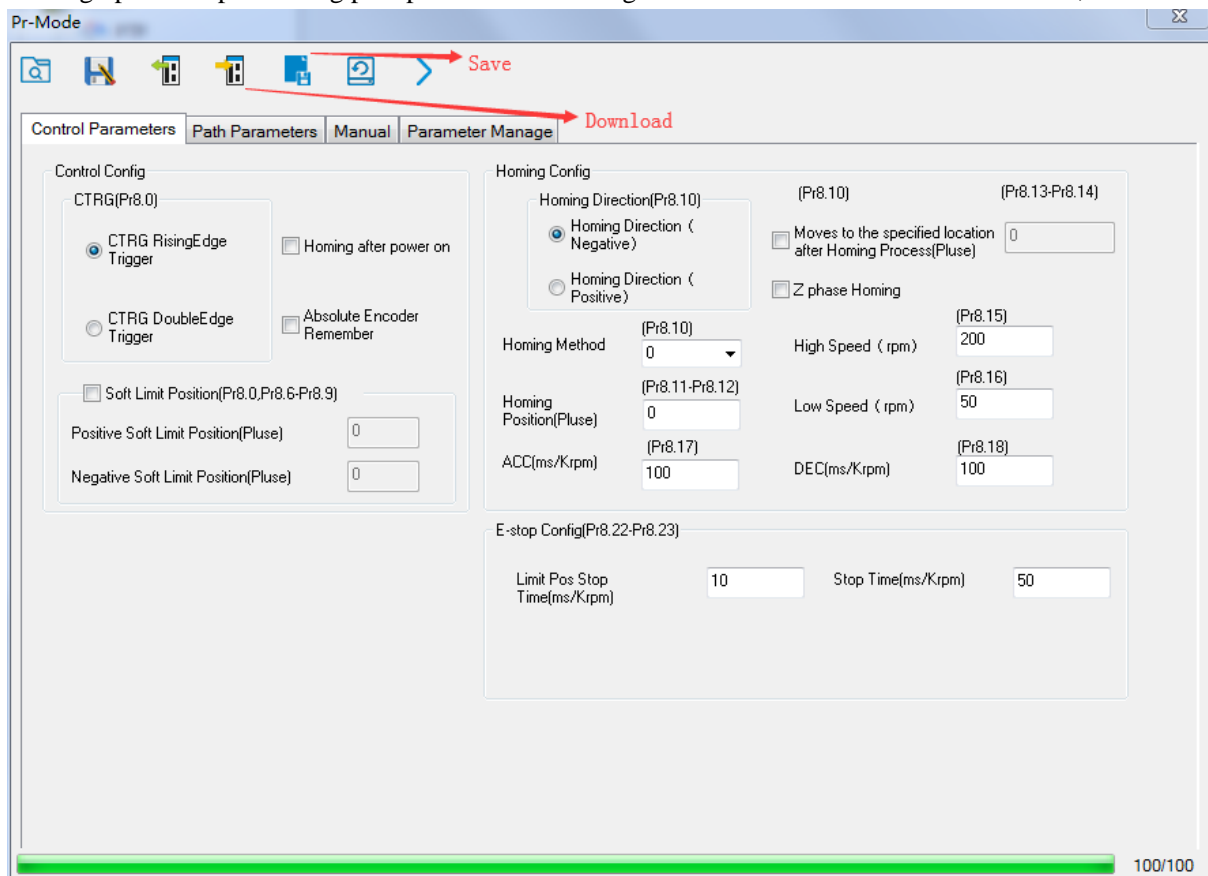 Pr-Mode
Save
Download
Control Parameters Path Parameters Manual Parameter Manage
Control Config
CTRG(Pr8.0)
CTRG RisingEdge
Trigger
Homing after power on
CTRG DoubleEdge
Trigger
Absolute Encoder
Remember
Soft Limit Position(Pr8.0,Pr8.6-Pr8.9)
Positive Soft Limit Position(Pluse) 0
Negative Soft Limit Position(Pluse) 0
Homing Config
Homing Direction(Pr8.10)
Homing Direction (
Negative)
Homing Direction (
Positive)
(Pr8.10) (Pr8.13-Pr8.14)
Moves to the specified location
after Homing Process(Pluse) 0
Z phase Homing
(Pr8.10)
Homing Method 0
(Pr8.15)
High Speed ( rpm) 200
(Pr8.11-Pr8.12)
Homing
Position(Pluse) 0
(Pr8.16)
Low Speed ( rpm) 50
(Pr8.17)
ACC(ms/Krpm) 100
(Pr8.18)
DEC(ms/Krpm) 100
E-stop Config(Pr8.22-Pr8.23)
Limit Pos Stop
Time(ms/Krpm) 10
Stop Time(ms/Krpm) 50
100/100